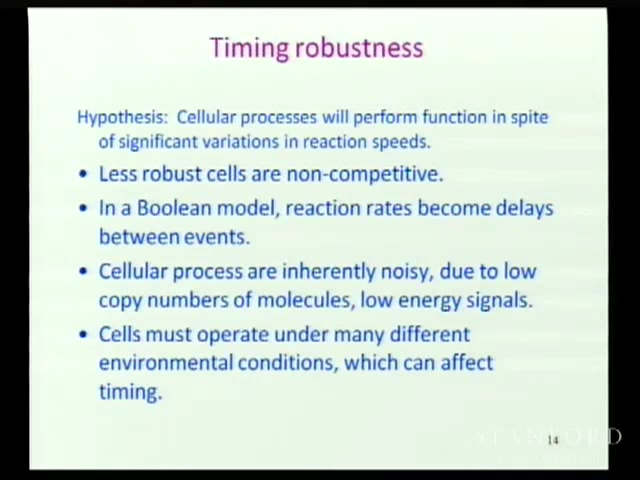 Timing robustness
Hypothesis: Cellular processes will perform function in spite
of significant variations in reaction speeds.
• Less robust cells are non-competitive.
• In a Boolean model, reaction rates become delays
between events.
• Cellular process are inherently noisy, due to low
copy numbers of molecules, low energy signals.
• Cells must operate under many different
environmental conditions, which can affect
timing.
14
STANFORD